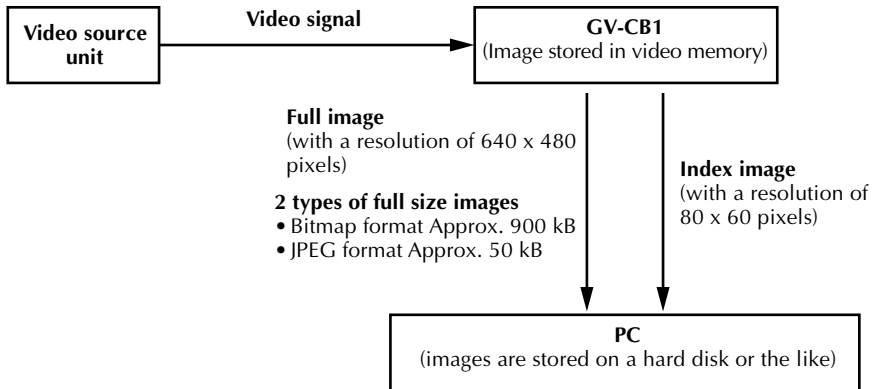 Video signal
Video source
unit
GV-CB1
(Image stored in video memory)
Full image
(with a resolution of 640 x 480
pixels)
2 types of full size images
• Bitmap format Approx. 900 kB
• JPEG format Approx. 50 kB
Index image
(with a resolution of
80 x 60 pixels)
PC
(images are stored on a hard disk or the like)